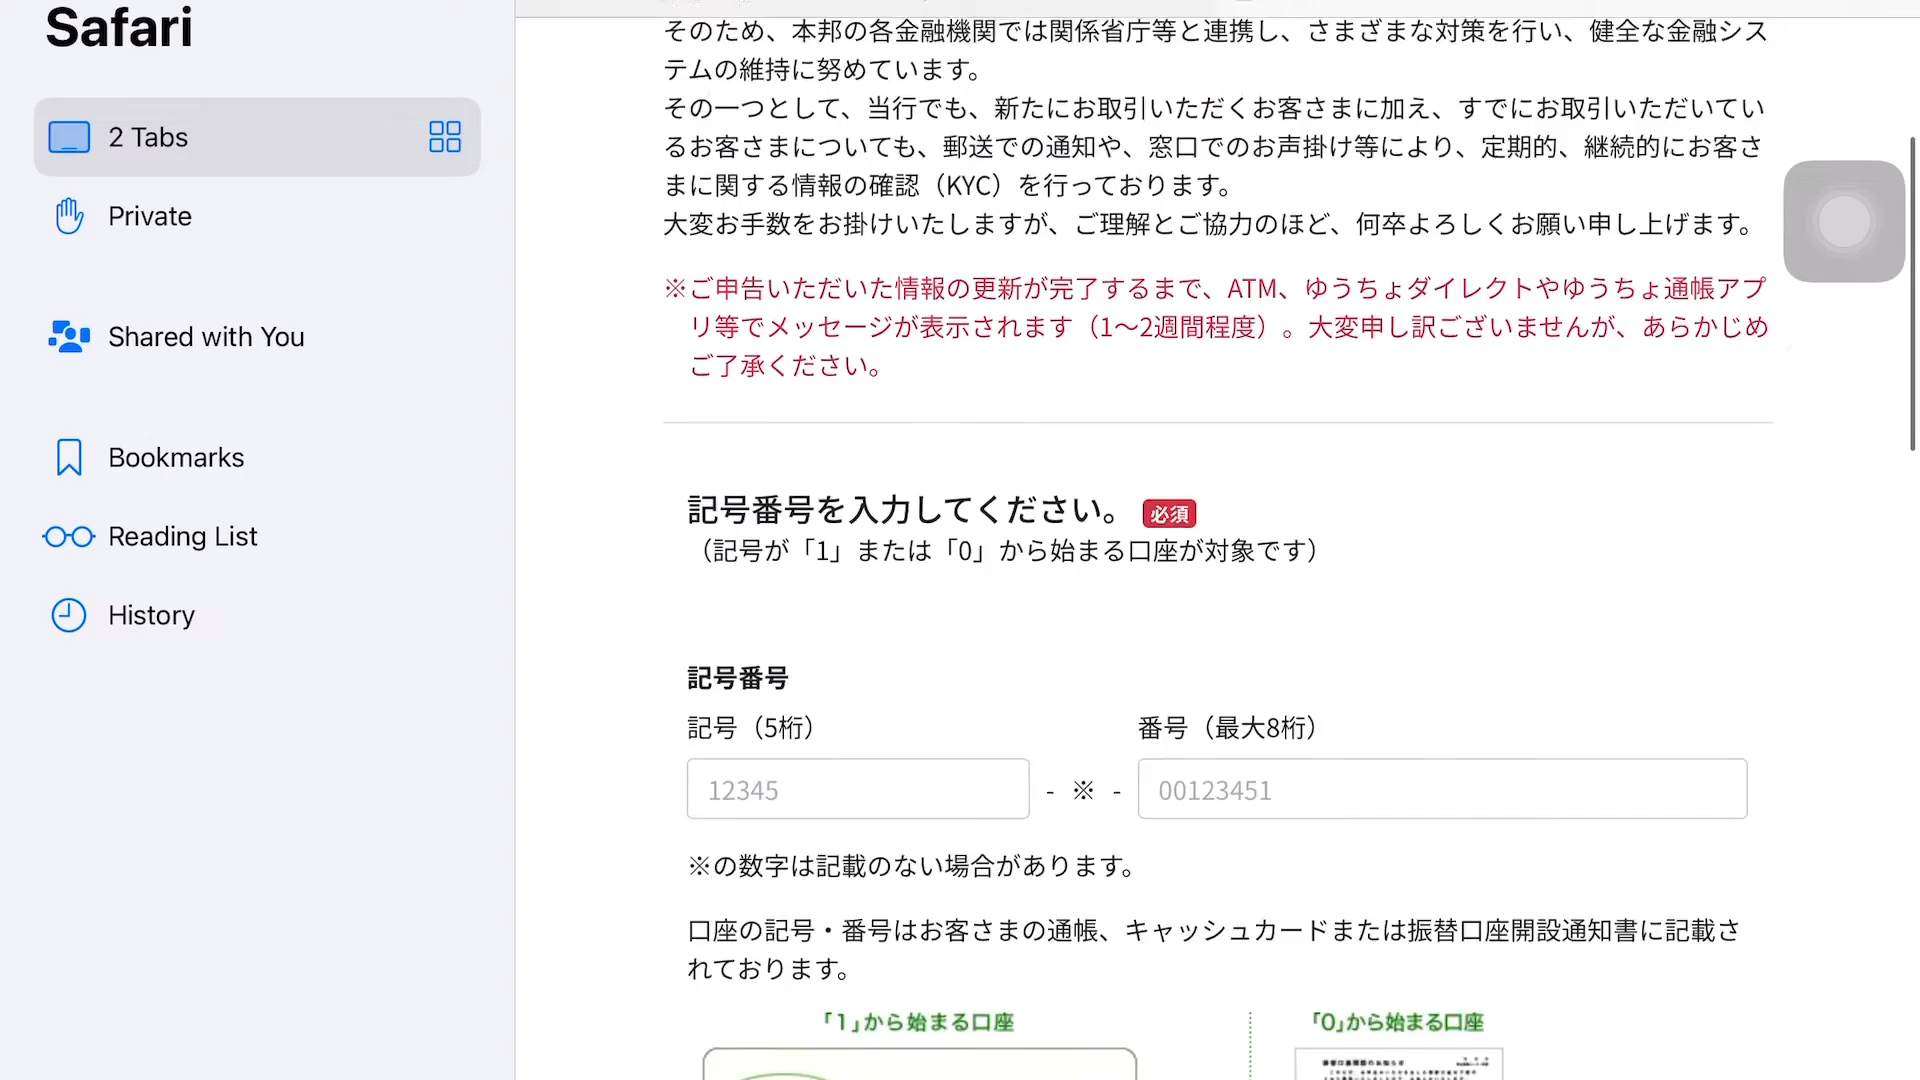 Safari
2 Tabs
Private
Shared with You
Bookmarks
Reading List
History
そのため、本邦の各金融機関では関係省庁等と連携し、さまざまな対策を行い、健全な金融シス
テムの維持に努めています。
その一つとして、当行でも、新たにお取引いただくお客さまに加え、すでにお取引いただいてい
るお客さまについても、郵送での通知や、窓口でのお声掛け等により、定期的、継続的にお客さ
まに関する情報の確認（KYC）を行っております。
大変お手数をお掛けいたしますが、ご理解とご協力のほど、何卒よろしくお願い申し上げます。
※ご申告いただいた情報の更新が完了するまで、ATM、ゆうちょダイレクトやゆうちょ通帳アプ
リ等でメッセージが表示されます（1～2週間程度）。大変申し訳ございませんが、あらかじめ
ご了承ください。
記号番号を入力してください。 必須
（記号が「1」または「0」から始まる口座が対象です）
記号番号
記号（5桁） 番号（最大8桁）
12345 - ※ - 00123451
※の数字は記載のない場合があります。
口座の記号・番号はお客さまの通帳、キャッシュカードまたは振替口座開設通知書に記載さ
れております。
「1」から始まる口座 「0」から始まる口座